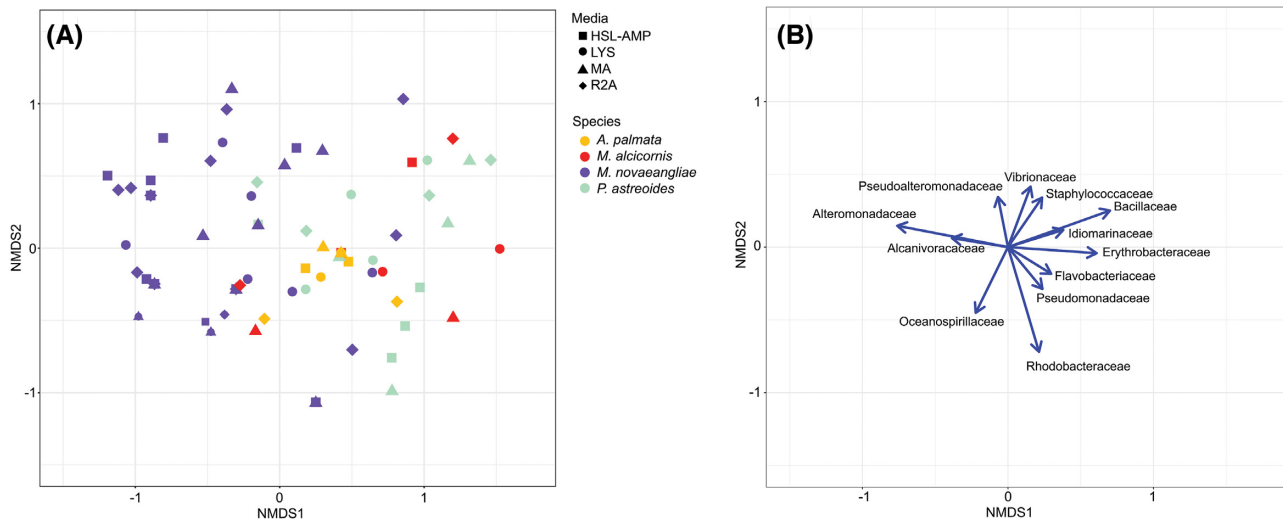 (A)
1
0
-1
NMDS2
-1
0
1
NMDS1
Media
HSL-AMP
LYS
MA
R2A
Species
A. palmata
M. alcicornis
M. novaeangliae
P. astreoides
(B)
1
0
-1
NMDS2
Vibrionaceae
Pseudoalteromonadaceae
Staphylococcaceae
Bacillaceae
Alteromonadaceae
Idiomarinaceae
Alcanivoraceae
Erythrobacteraceae
Flavobacteriaceae
Pseudomonadaceae
Oceanospirillaceae
Rhodobacteraceae
-1
0
1
NMDS1